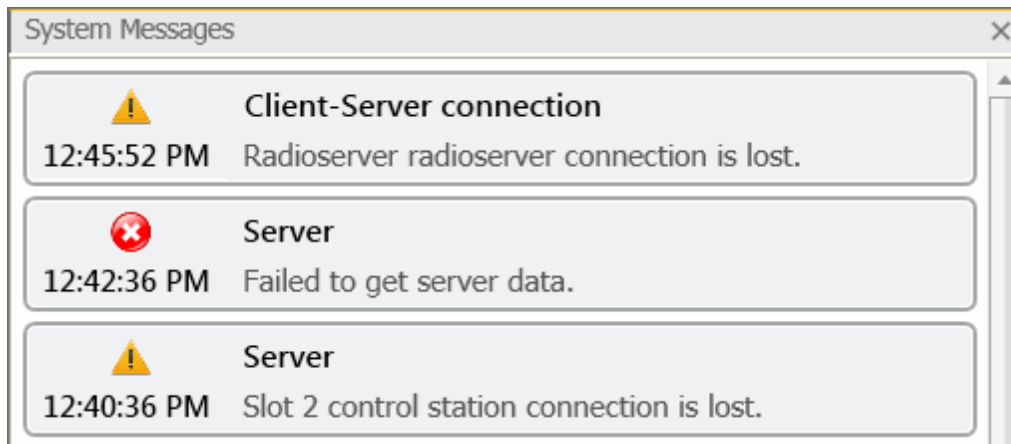 System Messages
Client-Server connection
12:45:52 PM Radioserver radioserver connection is lost.
Server
12:42:36 PM Failed to get server data.
Server
12:40:36 PM Slot 2 control station connection is lost.